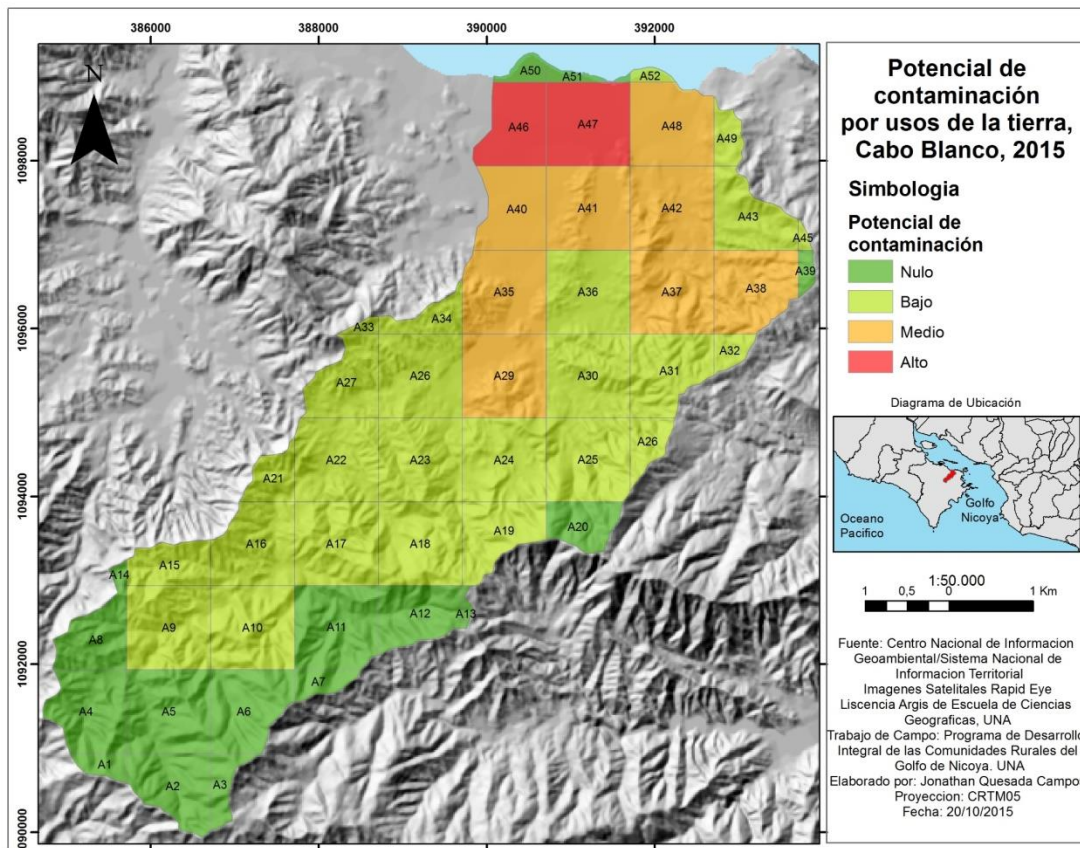 386000 388000 390000 392000
1098000
1096000
1094000
1092000
1090000
N
A50 A51 A52
A46 A47 A48 A49
A40 A41 A42 A43
A45
A39
A35 A36 A37 A38
A33 A34
A27 A26 A29 A30 A31 A32
A21 A22 A23 A24 A25 A26
A15 A16 A17 A18 A19 A20
A14
A8 A9 A10 A11 A12 A13
A7
A4 A5 A6
A1 A2 A3
Potencial de
contaminación
por usos de la tierra,
Cabo Blanco, 2015
Simbologia
Potencial de
contaminación
Nulo
Bajo
Medio
Alto
Diagrama de Ubicación
Oceano
Pacifico
Golfo
Nicoya
1:50.000
1 0,5 0 1 Km
Fuente: Centro Nacional de Informacion
Geoambiental/Sistema Nacional de
Informacion Territorial
Imagenes Satelitales Rapid Eye
Liscencia Argis de Escuela de Ciencias
Geograficas, UNA
Trabajo de Campo: Programa de Desarrollo
Integral de las Comunidades Rurales del
Golfo de Nicoya. UNA
Elaborado por: Jonathan Quesada Campo
Proyeccion: CRTM05
Fecha: 20/10/2015